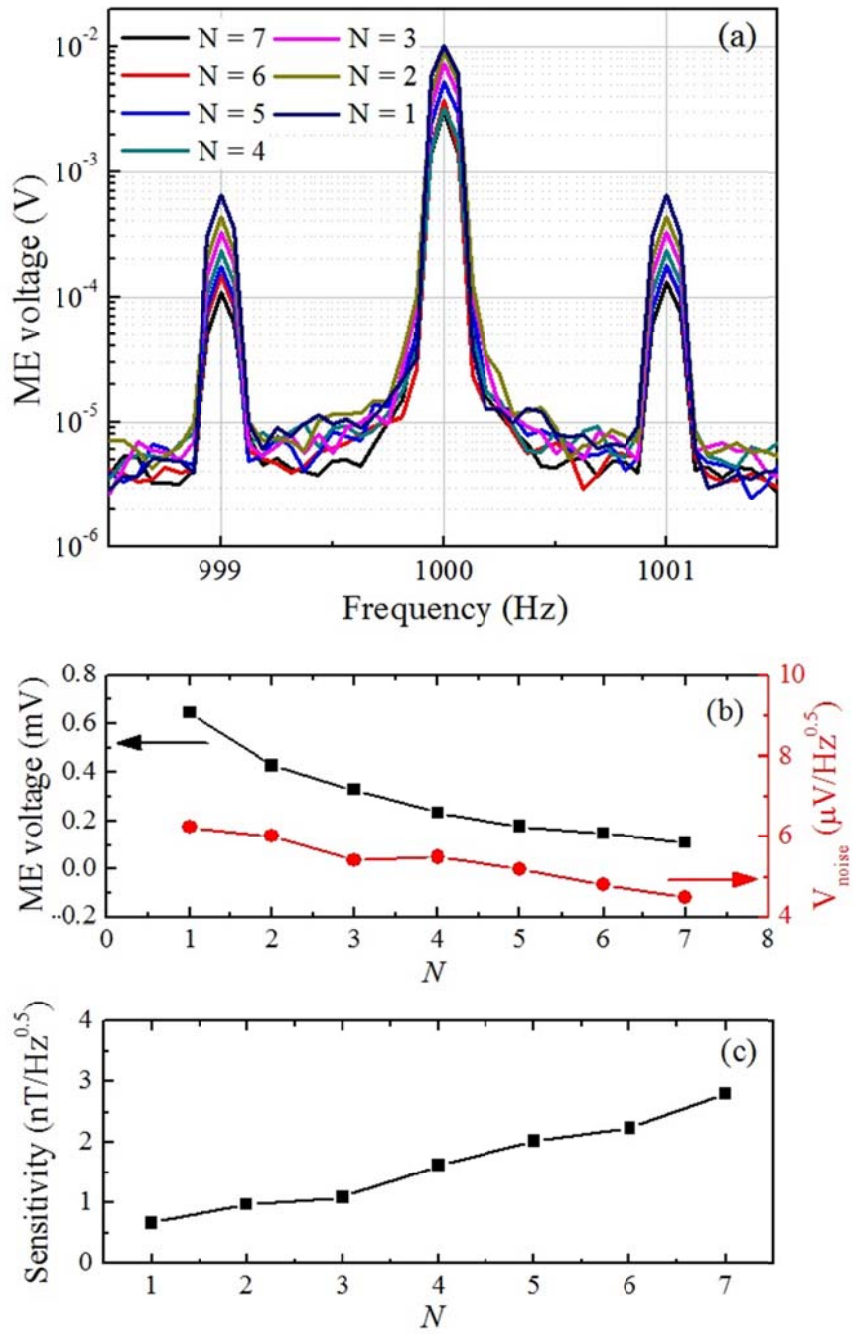 (a)
N = 7 N = 3
N = 6 N = 2
N = 5 N = 1
N = 4
10⁻²
10⁻³
10⁻⁴
10⁻⁵
10⁻⁶
ME voltage (V)
999 1000 1001
Frequency (Hz)
(b)
0.8
0.6
0.4
0.2
0.0
-0.2
ME voltage (mV)
10
8
6
4
V_noise (μV/Hz^0.5)
0 1 2 3 4 5 6 7 8
N
(c)
4
3
2
1
0
Sensitivity (nT/Hz^0.5)
1 2 3 4 5 6 7
N